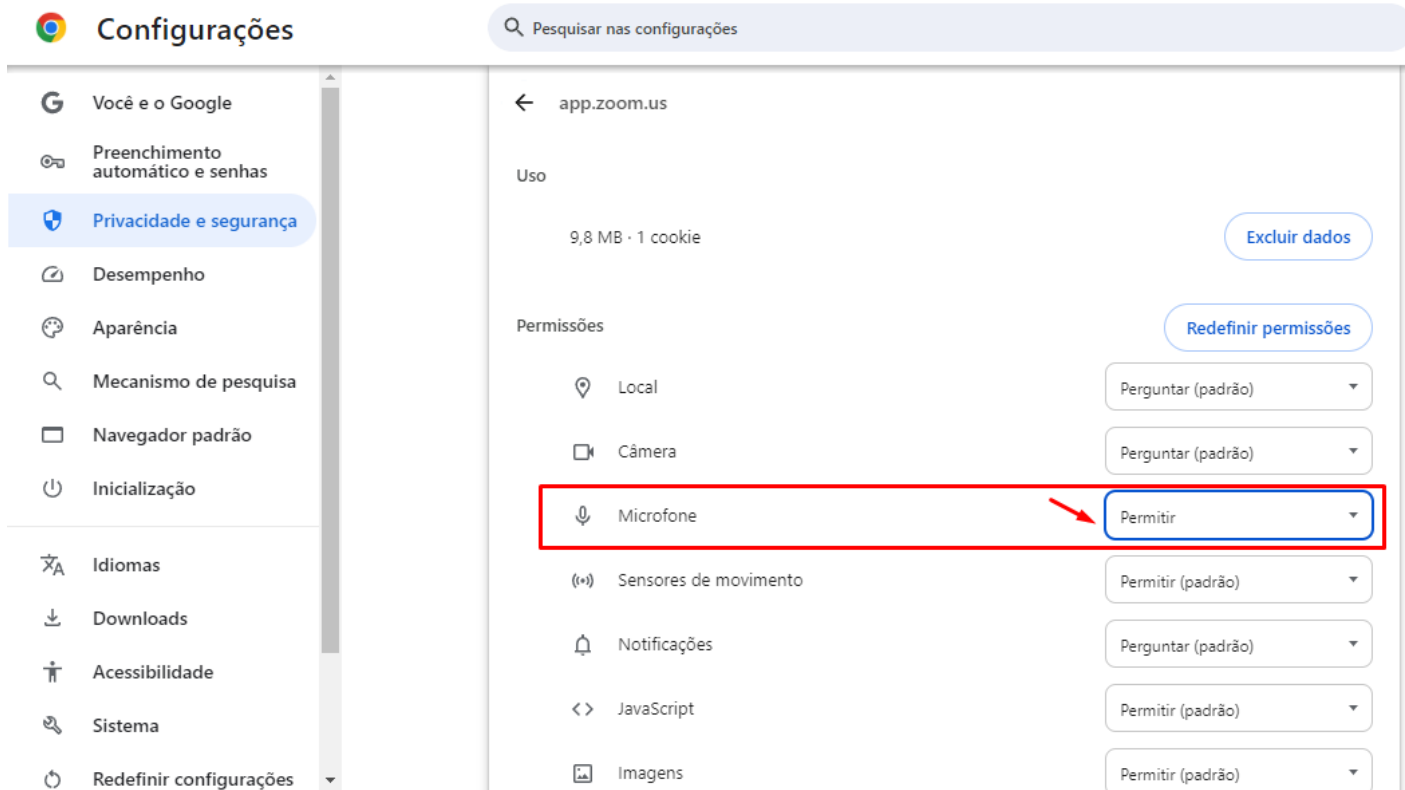 Configurações
Pesquisar nas configurações
Você e o Google
Preenchimento
automático e senhas
Privacidade e segurança
Desempenho
Aparência
Mecanismo de pesquisa
Navegador padrão
Inicialização
Idiomas
Downloads
Acessibilidade
Sistema
Redefinir configurações
app.zoom.us
Uso
9,8 MB · 1 cookie
Excluir dados
Permissões
Redefinir permissões
Local
Perguntar (padrão)
Câmera
Perguntar (padrão)
Microfone
Permitir
Sensores de movimento
Permitir (padrão)
Notificações
Perguntar (padrão)
JavaScript
Permitir (padrão)
Imagens
Permitir (padrão)